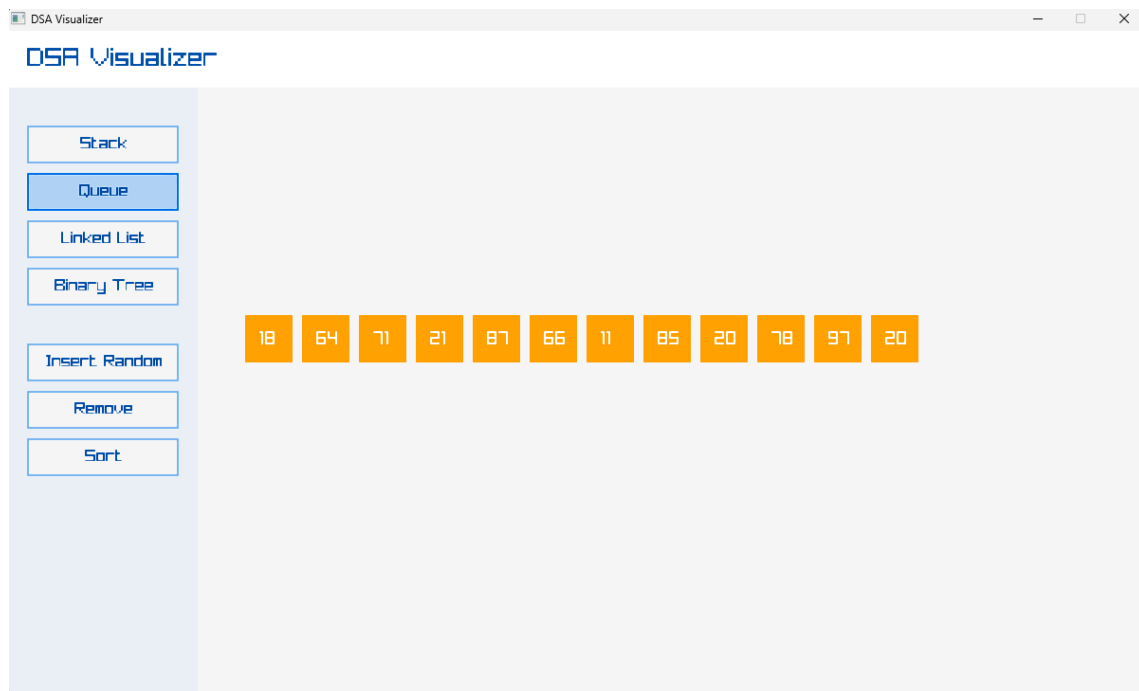 DSA Visualizer
DSA Visualizer
Stack
Queue
Linked List
Binary Tree
Insert Random
Remove
Sort
18 64 71 21 87 66 11 85 20 78 97 20